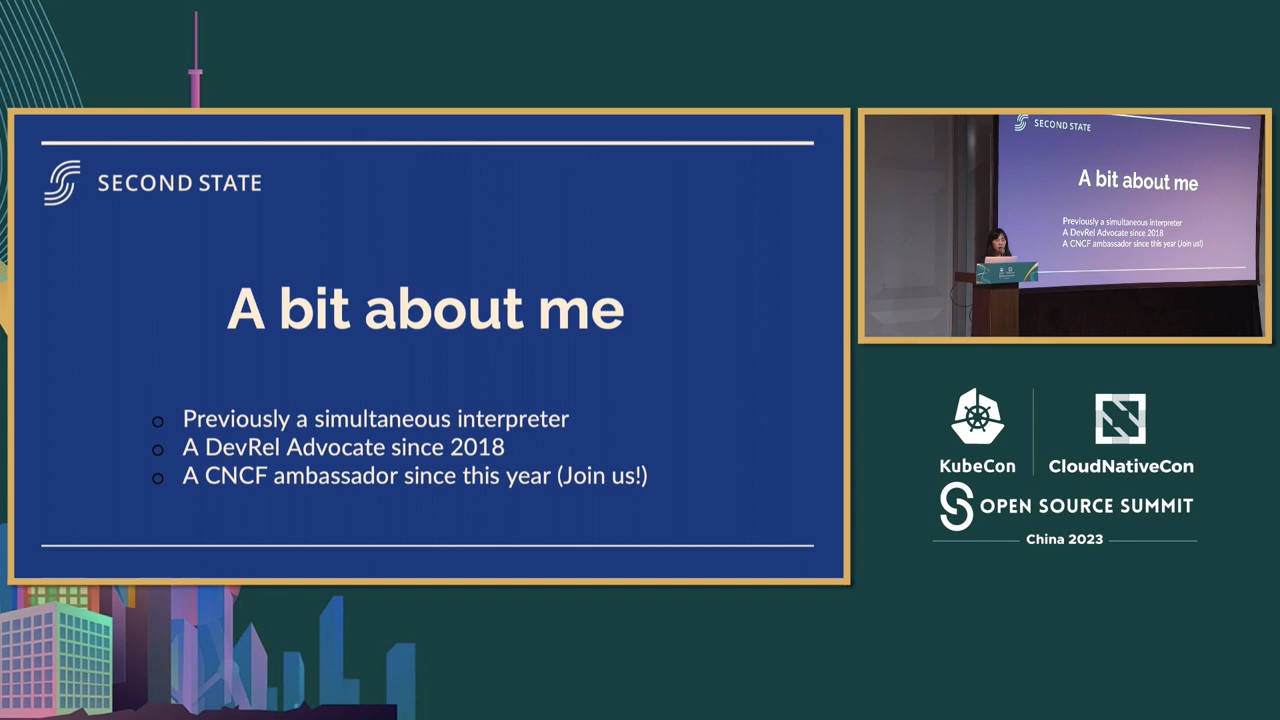 SECOND STATE
A bit about me
Previously a simultaneous interpreter
A DevRel Advocate since 2018
A CNCF ambassador since this year (Join us!)
SECOND STATE
A bit about me
Previously a simultaneous interpreter
A DevRel Advocate since 2018
A CNCF ambassador since this year (Join us!)
KubeCon
CloudNativeCon
OPEN SOURCE SUMMIT
China 2023